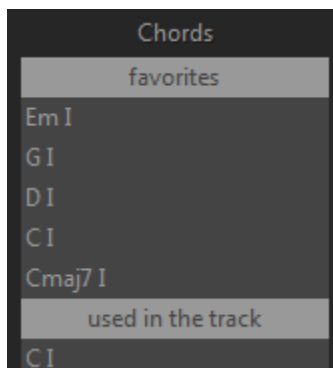 Chords
favorites
Em I
G I
D I
C I
Cmaj7 I
used in the track
C I